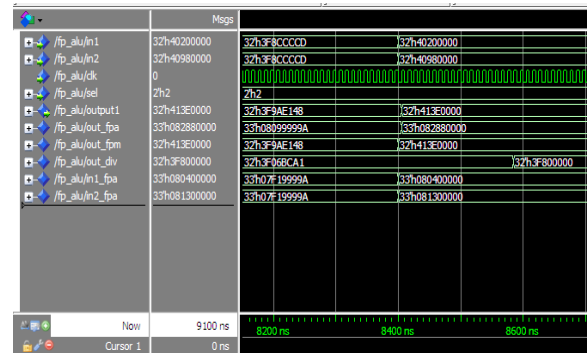 Msgs
/fp_alu/in1 32'h40200000 32'h3F8CCCCD 32'h40200000
/fp_alu/in2 32'h40980000 32'h3F8CCCCD 32'h40980000
/fp_alu/clk 0
/fp_alu/sel 2'h2 2'h2
/fp_alu/output1 32'h413E0000 32'h3F9AE148 32'h413E0000
/fp_alu/out_fpa 33'h082880000 33'h08099999A 33'h082880000
/fp_alu/out_fpm 32'h413E0000 32'h3F9AE148 32'h413E0000
/fp_alu/out_div 32'h3F800000 32'h3F06BCA1 32'h3F800000
/fp_alu/in1_fpa 33'h080400000 33'h07F19999A 33'h080400000
/fp_alu/in2_fpa 33'h081300000 33'h07F19999A 33'h081300000
Now 9100 ns
8200 ns 8400 ns 8600 ns
Cursor 1 0 ns